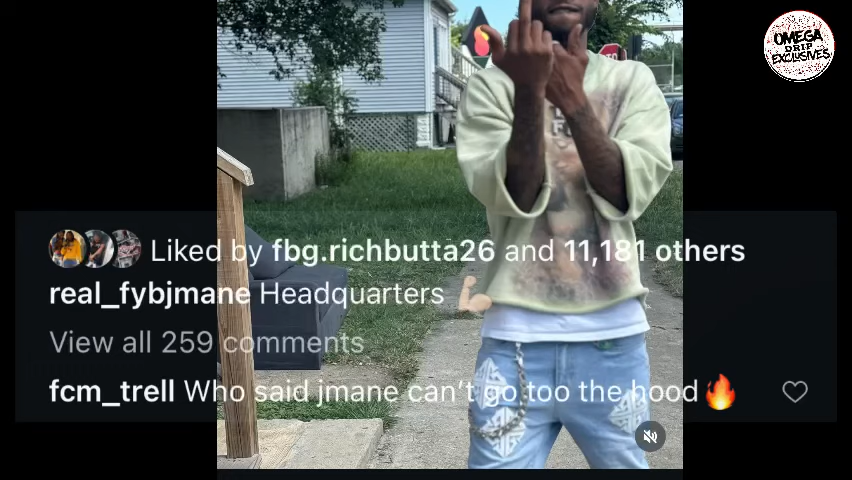 OMEGA
DRIP
EXCLUSIVES
Liked by fbg.richbutta26 and 11,181 others
real_fybjmane Headquarters 💪🏼
View all 259 comments
fcm_trell Who said jmane can't go too the hood🔥